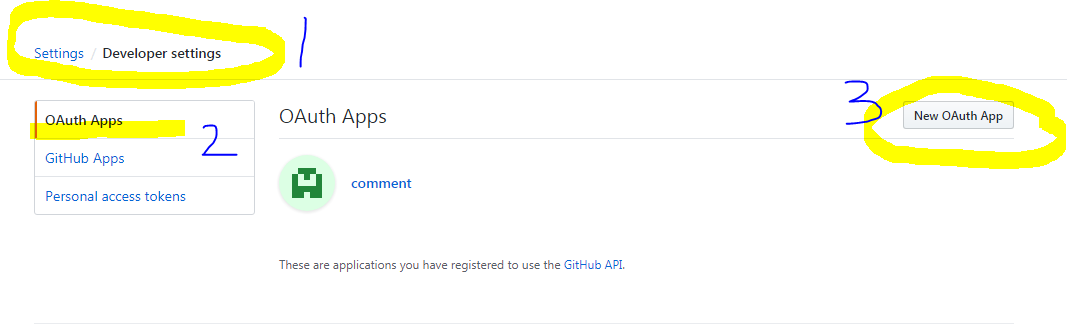 1
Settings / Developer settings
OAuth Apps
2
GitHub Apps
Personal access tokens
OAuth Apps
3
New OAuth App
comment
These are applications you have registered to use the GitHub API.